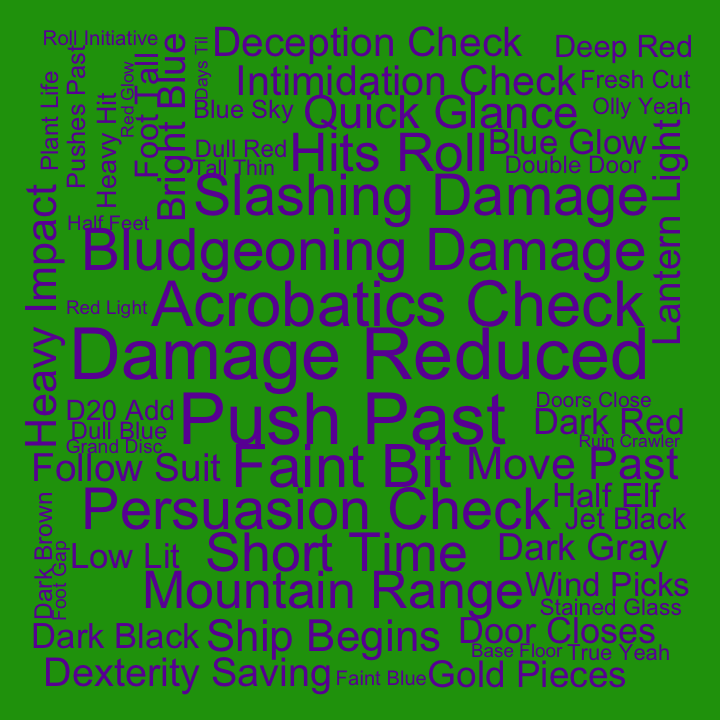 Roll Initiative
Days Til
Deception Check
Deep Red
Plant Life
Pushes Past
Red Glow
Foot Tall
Bright Blue
Intimidation Check
Fresh Cut
Heavy Hit
Blue Sky
Quick Glance
Olly Yeah
Dull Red
Hits Roll
Blue Glow
Tall Thin
Double Door
Lantern Light
Slashing Damage
Half Feet
Heavy Impact
Bludgeoning Damage
Red Light
Acrobatics Check
Damage Reduced
D20 Add
Push Past
Doors Close
Dark Red
Dull Blue
Grand Disc
Ruin Crawler
Follow Suit
Faint Bit
Move Past
Persuasion Check
Half Elf
Jet Black
Dark Brown
Foot Gap
Low Lit
Short Time
Dark Gray
Mountain Range
Wind Picks
Stained Glass
Dark Black
Ship Begins
Door Closes
Base Floor
True Yeah
Dexterity Saving
Faint Blue
Gold Pieces